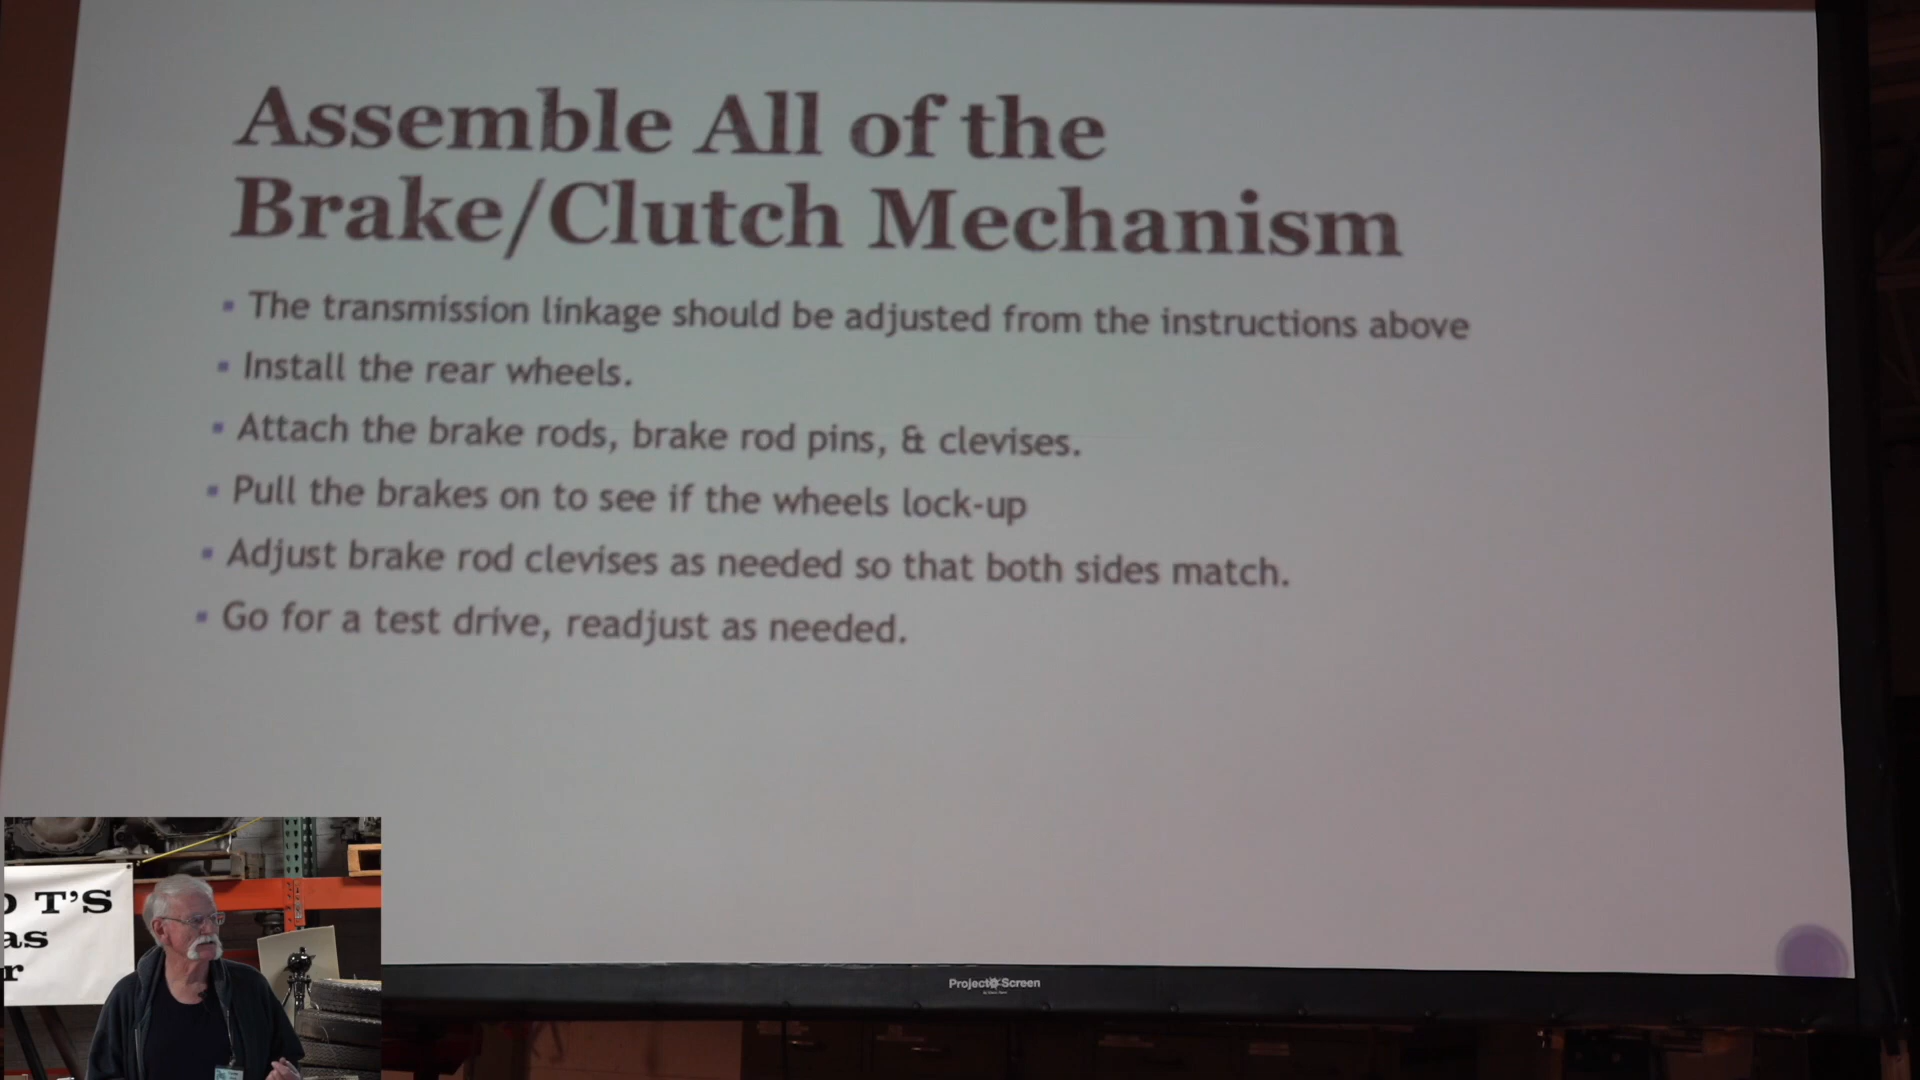 Assemble All of the
Brake/Clutch Mechanism
▪ The transmission linkage should be adjusted from the instructions above
▪ Install the rear wheels.
▪ Attach the brake rods, brake rod pins, & clevises.
▪ Pull the brakes on to see if the wheels lock-up
▪ Adjust brake rod clevises as needed so that both sides match.
▪ Go for a test drive, readjust as needed.
T'S
as
r
Project Screen